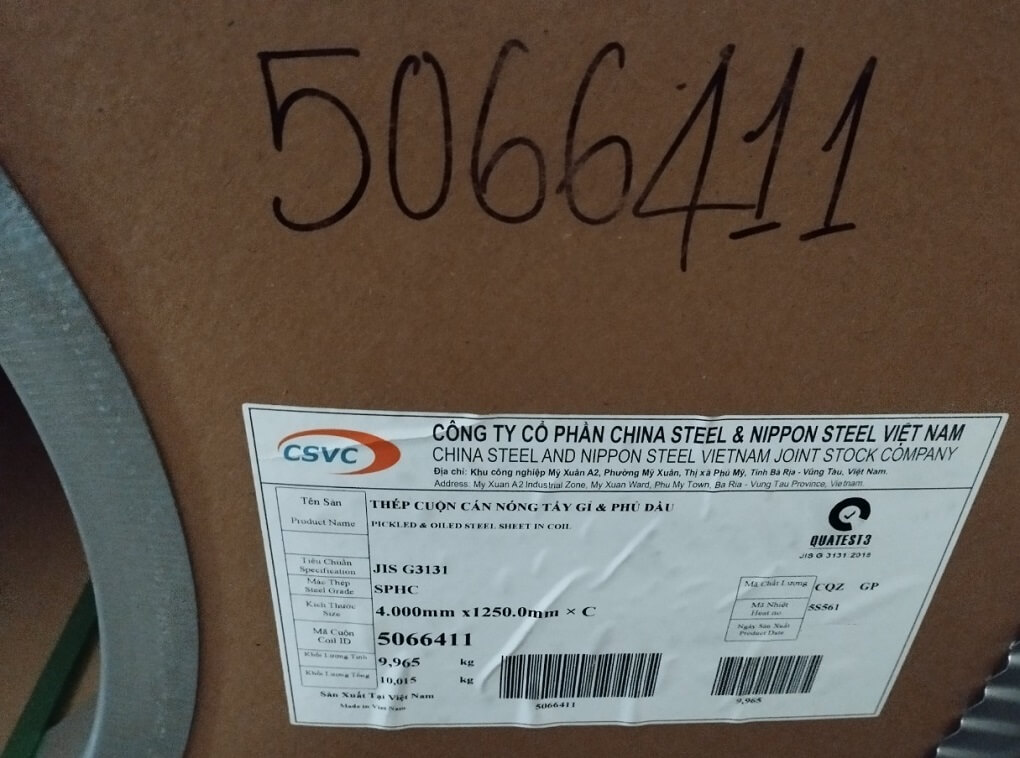 5066411
CSVC
CÔNG TY CỔ PHẦN CHINA STEEL & NIPPON STEEL VIỆT NAM
CHINA STEEL AND NIPPON STEEL VIETNAM JOINT STOCK COMPANY
Địa chỉ: Khu công nghiệp Mỹ Xuân A2, Phường Mỹ Xuân, Thị xã Phú Mỹ, Tỉnh Bà Rịa - Vũng Tàu, Việt Nam.
Address: My Xuan A2 Industrial Zone, My Xuan Ward, Phu My Town, Ba Ria - Vung Tau Province, Vietnam.
Tên Sản THÉP CUỘN CÁN NÓNG TẨY GỈ & PHỦ DẦU
Product Name PICKLED & OILED STEEL SHEET IN COIL
QUATEST3
JIS G 3131:2018
Tiêu Chuẩn
Specification JIS G3131
Mác Thép
Steel Grade SPHC
Mã Chất Lượng CQZ GP
Kích Thước
Size 4.000mm x1250.0mm × C
Mã Nhiệt
Heat no 5S561
Ngày Sản Xuất
Product Date
Mã Cuộn
Coil ID 5066411
Khối Lượng Tịnh 9,965 kg
Khối Lượng Tổng 10,015 kg
Sản Xuất Tại Việt Nam
Made in Viet Nam
5066411
9,965